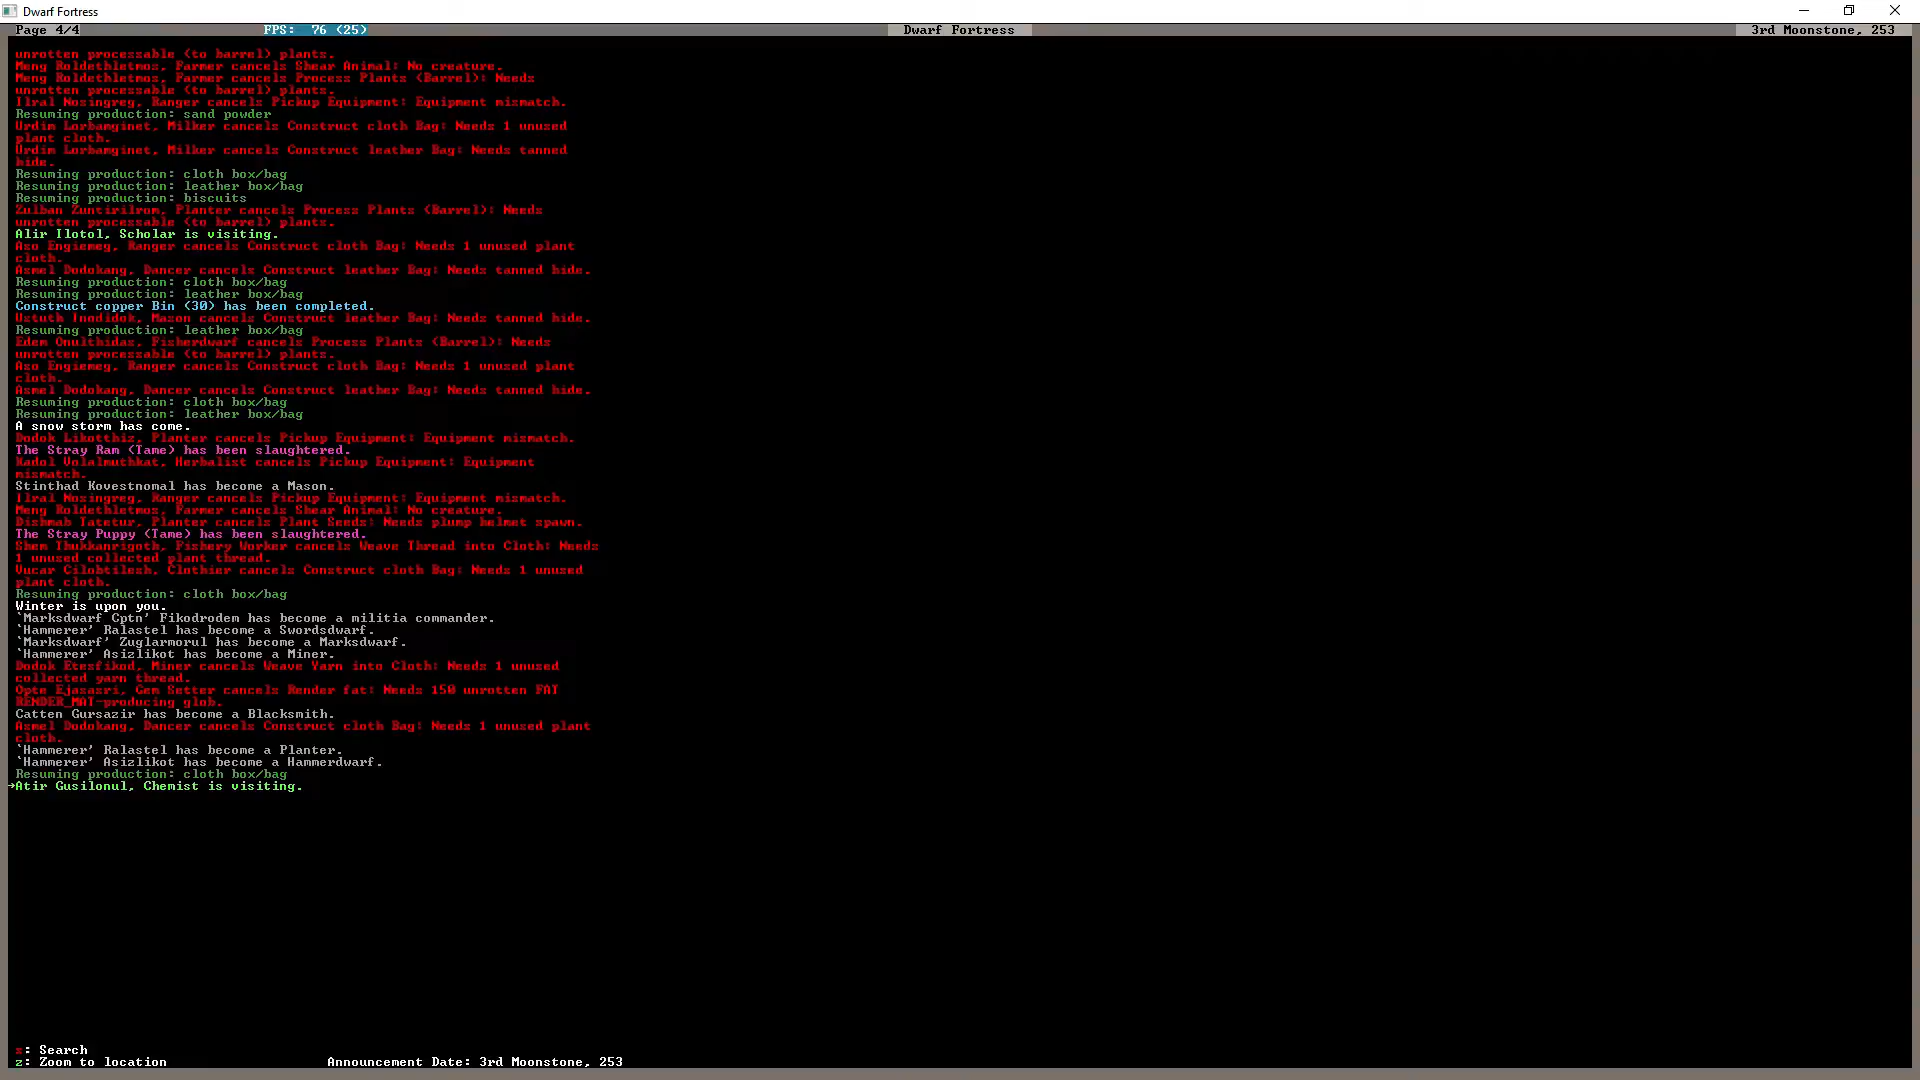 Dwarf Fortress
Page 4/4 FPS: 76 (25) Dwarf Fortress 3rd Moonstone, 253
unrotten processable (to barrel) plants.
Meng Roldethletmos, Farmer cancels Shear Animal: No creature.
Meng Roldethletmos, Farmer cancels Process Plants (Barrel): Needs
unrotten processable (to barrel) plants.
Ilral Nosingreg, Ranger cancels Pickup Equipment: Equipment mismatch.
Resuming production: sand powder
Urdim Lorbamginet, Milker cancels Construct cloth Bag: Needs 1 unused
plant cloth.
Urdim Lorbamginet, Milker cancels Construct leather Bag: Needs tanned
hide.
Resuming production: cloth box/bag
Resuming production: leather box/bag
Resuming production: biscuits
Zulban Zuntirilrom, Planter cancels Process Plants (Barrel): Needs
unrotten processable (to barrel) plants.
Alir Ilotol, Scholar is visiting.
Aso Engiemeg, Ranger cancels Construct cloth Bag: Needs 1 unused plant
cloth.
Asmel Dodokang, Dancer cancels Construct leather Bag: Needs tanned hide.
Resuming production: cloth box/bag
Resuming production: leather box/bag
Construct copper Bin (30) has been completed.
Mason cancels Construct leather Bag: Needs tanned hide.
Resuming production: leather box/bag
Edem Onulthidas, Fisherdwarf cancels Process Plants (Barrel): Needs
unrotten processable (to barrel) plants.
Aso Engiemeg, Ranger cancels Construct cloth Bag: Needs 1 unused plant
cloth.
Asmel Dodokang, Dancer cancels Construct leather Bag: Needs tanned hide.
Resuming production: cloth box/bag
Resuming production: leather box/bag
A snow storm has come.
Dodok Likotthiz, Planter cancels Pickup Equipment: Equipment mismatch.
The Stray Ram (Tame) has been slaughtered.
Kadol Volalmuthkat, Herbalist cancels Pickup Equipment: Equipment
mismatch.
Stinthad Kovestnomal has become a Mason.
Ilral Nosingreg, Ranger cancels Pickup Equipment: Equipment mismatch.
Meng Roldethletmos, Farmer cancels Shear Animal: No creature.
Dishmab Tatetur, Planter cancels Plant Seeds: Needs plump helmet spawn.
The Stray Puppy (Tame) has been slaughtered.
Shem Thukkanrigoth, Fishery Worker cancels Weave Thread into Cloth: Needs
1 unused collected plant thread.
Vucar Cilobtilesh, Clothier cancels Construct cloth Bag: Needs 1 unused
plant cloth.
Resuming production: cloth box/bag
Winter is upon you.
`Marksdwarf Cptn' Fikodrodem has become a militia commander.
`Hammerer' Ralastel has become a Swordsdwarf.
`Marksdwarf' Zuglarmorul has become a Marksdwarf.
`Hammerer' Asizlikot has become a Miner.
Dodok Etesfikod, Miner cancels Weave Yarn into Cloth: Needs 1 unused
collected yarn thread.
Gem Setter cancels Render fat: Needs 150 unrotten FAT
RENDER_MAT-producing glob.
Catten Gursazir has become a Blacksmith.
Asmel Dodokang, Dancer cancels Construct cloth Bag: Needs 1 unused plant
cloth.
`Hammerer' Ralastel has become a Planter.
`Hammerer' Asizlikot has become a Hammerdwarf.
Resuming production: cloth box/bag
→Atir Gusilonul, Chemist is visiting.
s: Search
z: Zoom to location Announcement Date: 3rd Moonstone, 253